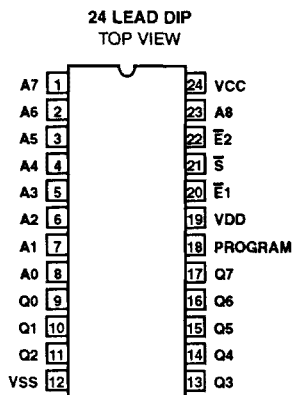 24 LEAD DIP
TOP VIEW
A7 1 24 VCC
A6 2 23 A8
A5 3 22 E̅2
A4 4 21 S̅
A3 5 20 E̅1
A2 6 19 VDD
A1 7 18 PROGRAM
A0 8 17 Q7
Q0 9 16 Q6
Q1 10 15 Q5
Q2 11 14 Q4
VSS 12 13 Q3